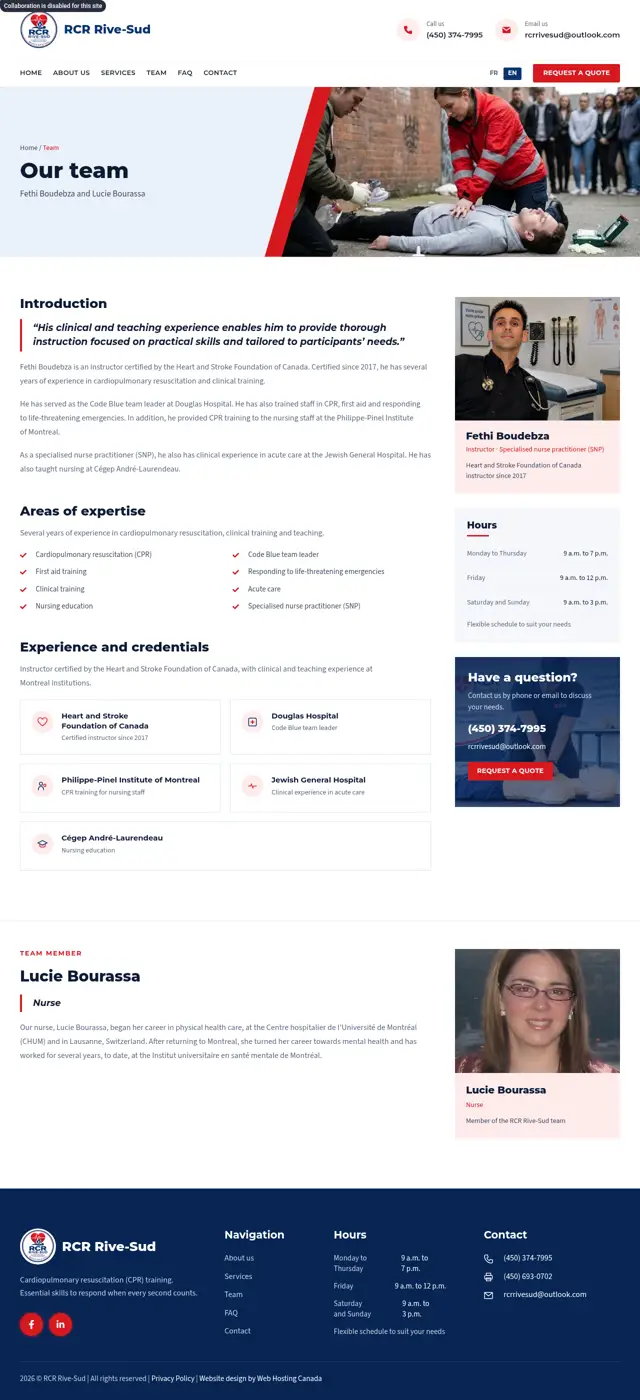 Collaboration is disabled for this site
RCR RIVE-SUD
RCR Rive-Sud
Call us
(450) 374-7995
Email us
rcrrivesud@outlook.com
HOME ABOUT US SERVICES TEAM FAQ CONTACT
FR EN
REQUEST A QUOTE
Home / Team
Our team
Fethi Boudebza and Lucie Bourassa
Introduction
“His clinical and teaching experience enables him to provide thorough
instruction focused on practical skills and tailored to participants’ needs.”
Fethi Boudebza is an instructor certified by the Heart and Stroke Foundation of Canada. Certified since 2017, he has several
years of experience in cardiopulmonary resuscitation and clinical training.
He has served as the Code Blue team leader at Douglas Hospital. He has also trained staff in CPR, first aid and responding
to life-threatening emergencies. In addition, he provided CPR training to the nursing staff at the Philippe-Pinel Institute
of Montreal.
As a specialised nurse practitioner (SNP), he also has clinical experience in acute care at the Jewish General Hospital. He has
also taught nursing at Cégep André-Laurendeau.
Areas of expertise
Several years of experience in cardiopulmonary resuscitation, clinical training and teaching.
Cardiopulmonary resuscitation (CPR)
Code Blue team leader
First aid training
Responding to life-threatening emergencies
Clinical training
Acute care
Nursing education
Specialised nurse practitioner (SNP)
Experience and credentials
Instructor certified by the Heart and Stroke Foundation of Canada, with clinical and teaching experience at
Montreal institutions.
Heart and Stroke
Foundation of Canada
Certified instructor since 2017
Douglas Hospital
Code Blue team leader
Philippe-Pinel Institute of Montreal
CPR training for nursing staff
Jewish General Hospital
Clinical experience in acute care
Cégep André-Laurendeau
Nursing education
Fethi Boudebza
Instructor · Specialised nurse practitioner (SNP)
Heart and Stroke Foundation of Canada
instructor since 2017
Hours
Monday to Thursday 9 a.m. to 7 p.m.
Friday 9 a.m. to 12 p.m.
Saturday and Sunday 9 a.m. to 3 p.m.
Flexible schedule to suit your needs
Have a question?
Contact us by phone or email to discuss
your needs.
(450) 374-7995
rcrrivesud@outlook.com
REQUEST A QUOTE
TEAM MEMBER
Lucie Bourassa
Nurse
Our nurse, Lucie Bourassa, began her career in physical health care, at the Centre hospitalier de l’Université de Montréal
(CHUM) and in Lausanne, Switzerland. After returning to Montreal, she turned her career towards mental health and has
worked for several years, to date, at the Institut universitaire en santé mentale de Montréal.
Lucie Bourassa
Nurse
Member of the RCR Rive-Sud team
RCR RIVE-SUD
RCR Rive-Sud
Cardiopulmonary resuscitation (CPR) training.
Essential skills to respond when every second counts.
Navigation
About us
Services
Team
FAQ
Contact
Hours
Monday to
Thursday
9 a.m. to
7 p.m.
Friday 9 a.m. to 12 p.m.
Saturday
and Sunday
9 a.m. to
3 p.m.
Flexible schedule to suit your needs
Contact
(450) 374-7995
(450) 693-0702
rcrrivesud@outlook.com
2026 © RCR Rive-Sud | All rights reserved | Privacy Policy | Website design by Web Hosting Canada